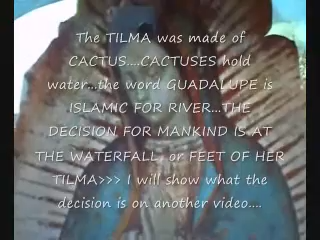 The TILMA was made of
CACTUS....CACTUSES hold
water...the word GUADALUPE is
ISLAMIC FOR RIVER...THE
DECISION FOR MANKIND IS AT
THE WATERFALL, or FEET OF HER
TILMA>>> I will show what the
decision is on another video....